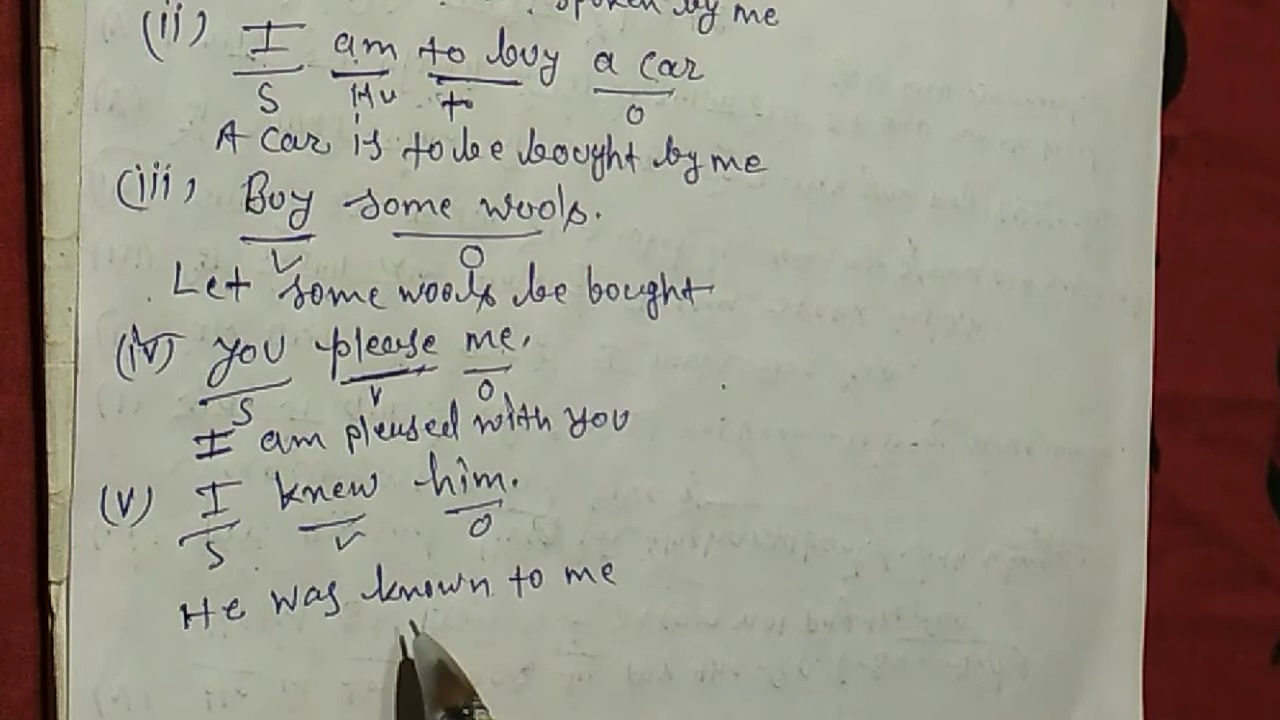 spoken by me
(ii) I am to buy a car
S HV + O
A car is to be bought by me
(iii) Buy some wools.
V O
Let some wools be bought
(iv) you please me.
S V O
I am pleased with you
(v) I knew him.
S V O
He was known to me